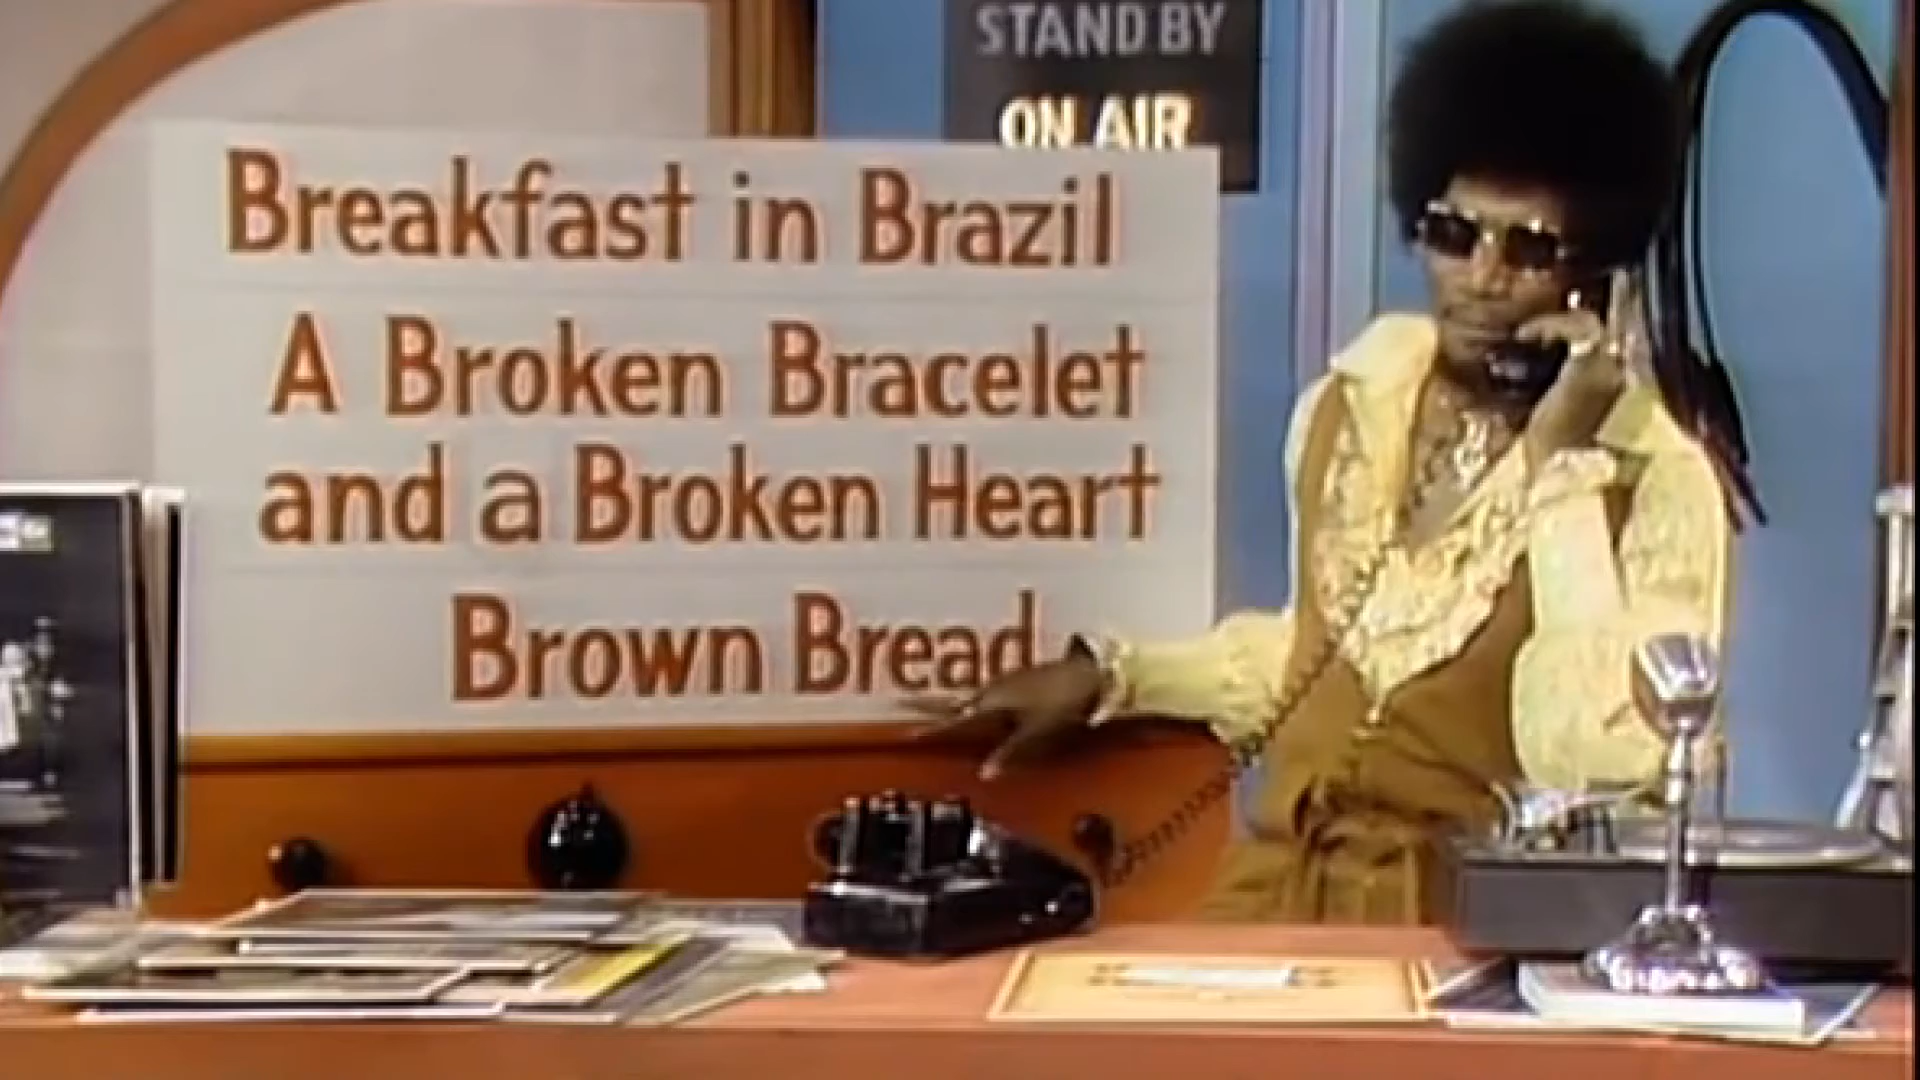 STAND BY
ON AIR
Breakfast in Brazil
A Broken Bracelet
and a Broken Heart
Brown Bread